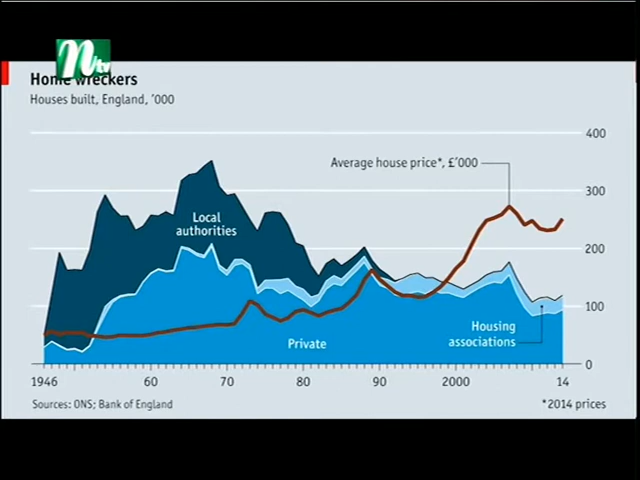 ntv
Home wreckers
Houses built, England, ’000
400
Average house price*, £’000
300
Local
authorities
200
100
Housing
associations
Private
0
1946 60 70 80 90 2000 14
Sources: ONS; Bank of England *2014 prices